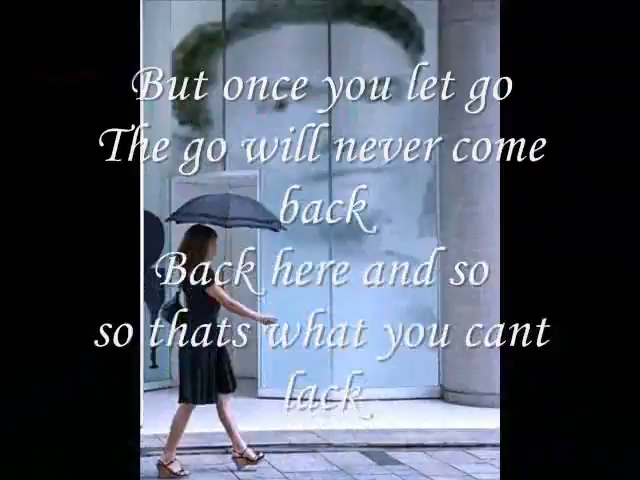 But once you let go
The go will never come
back
Back here and so
so thats what you cant
lack